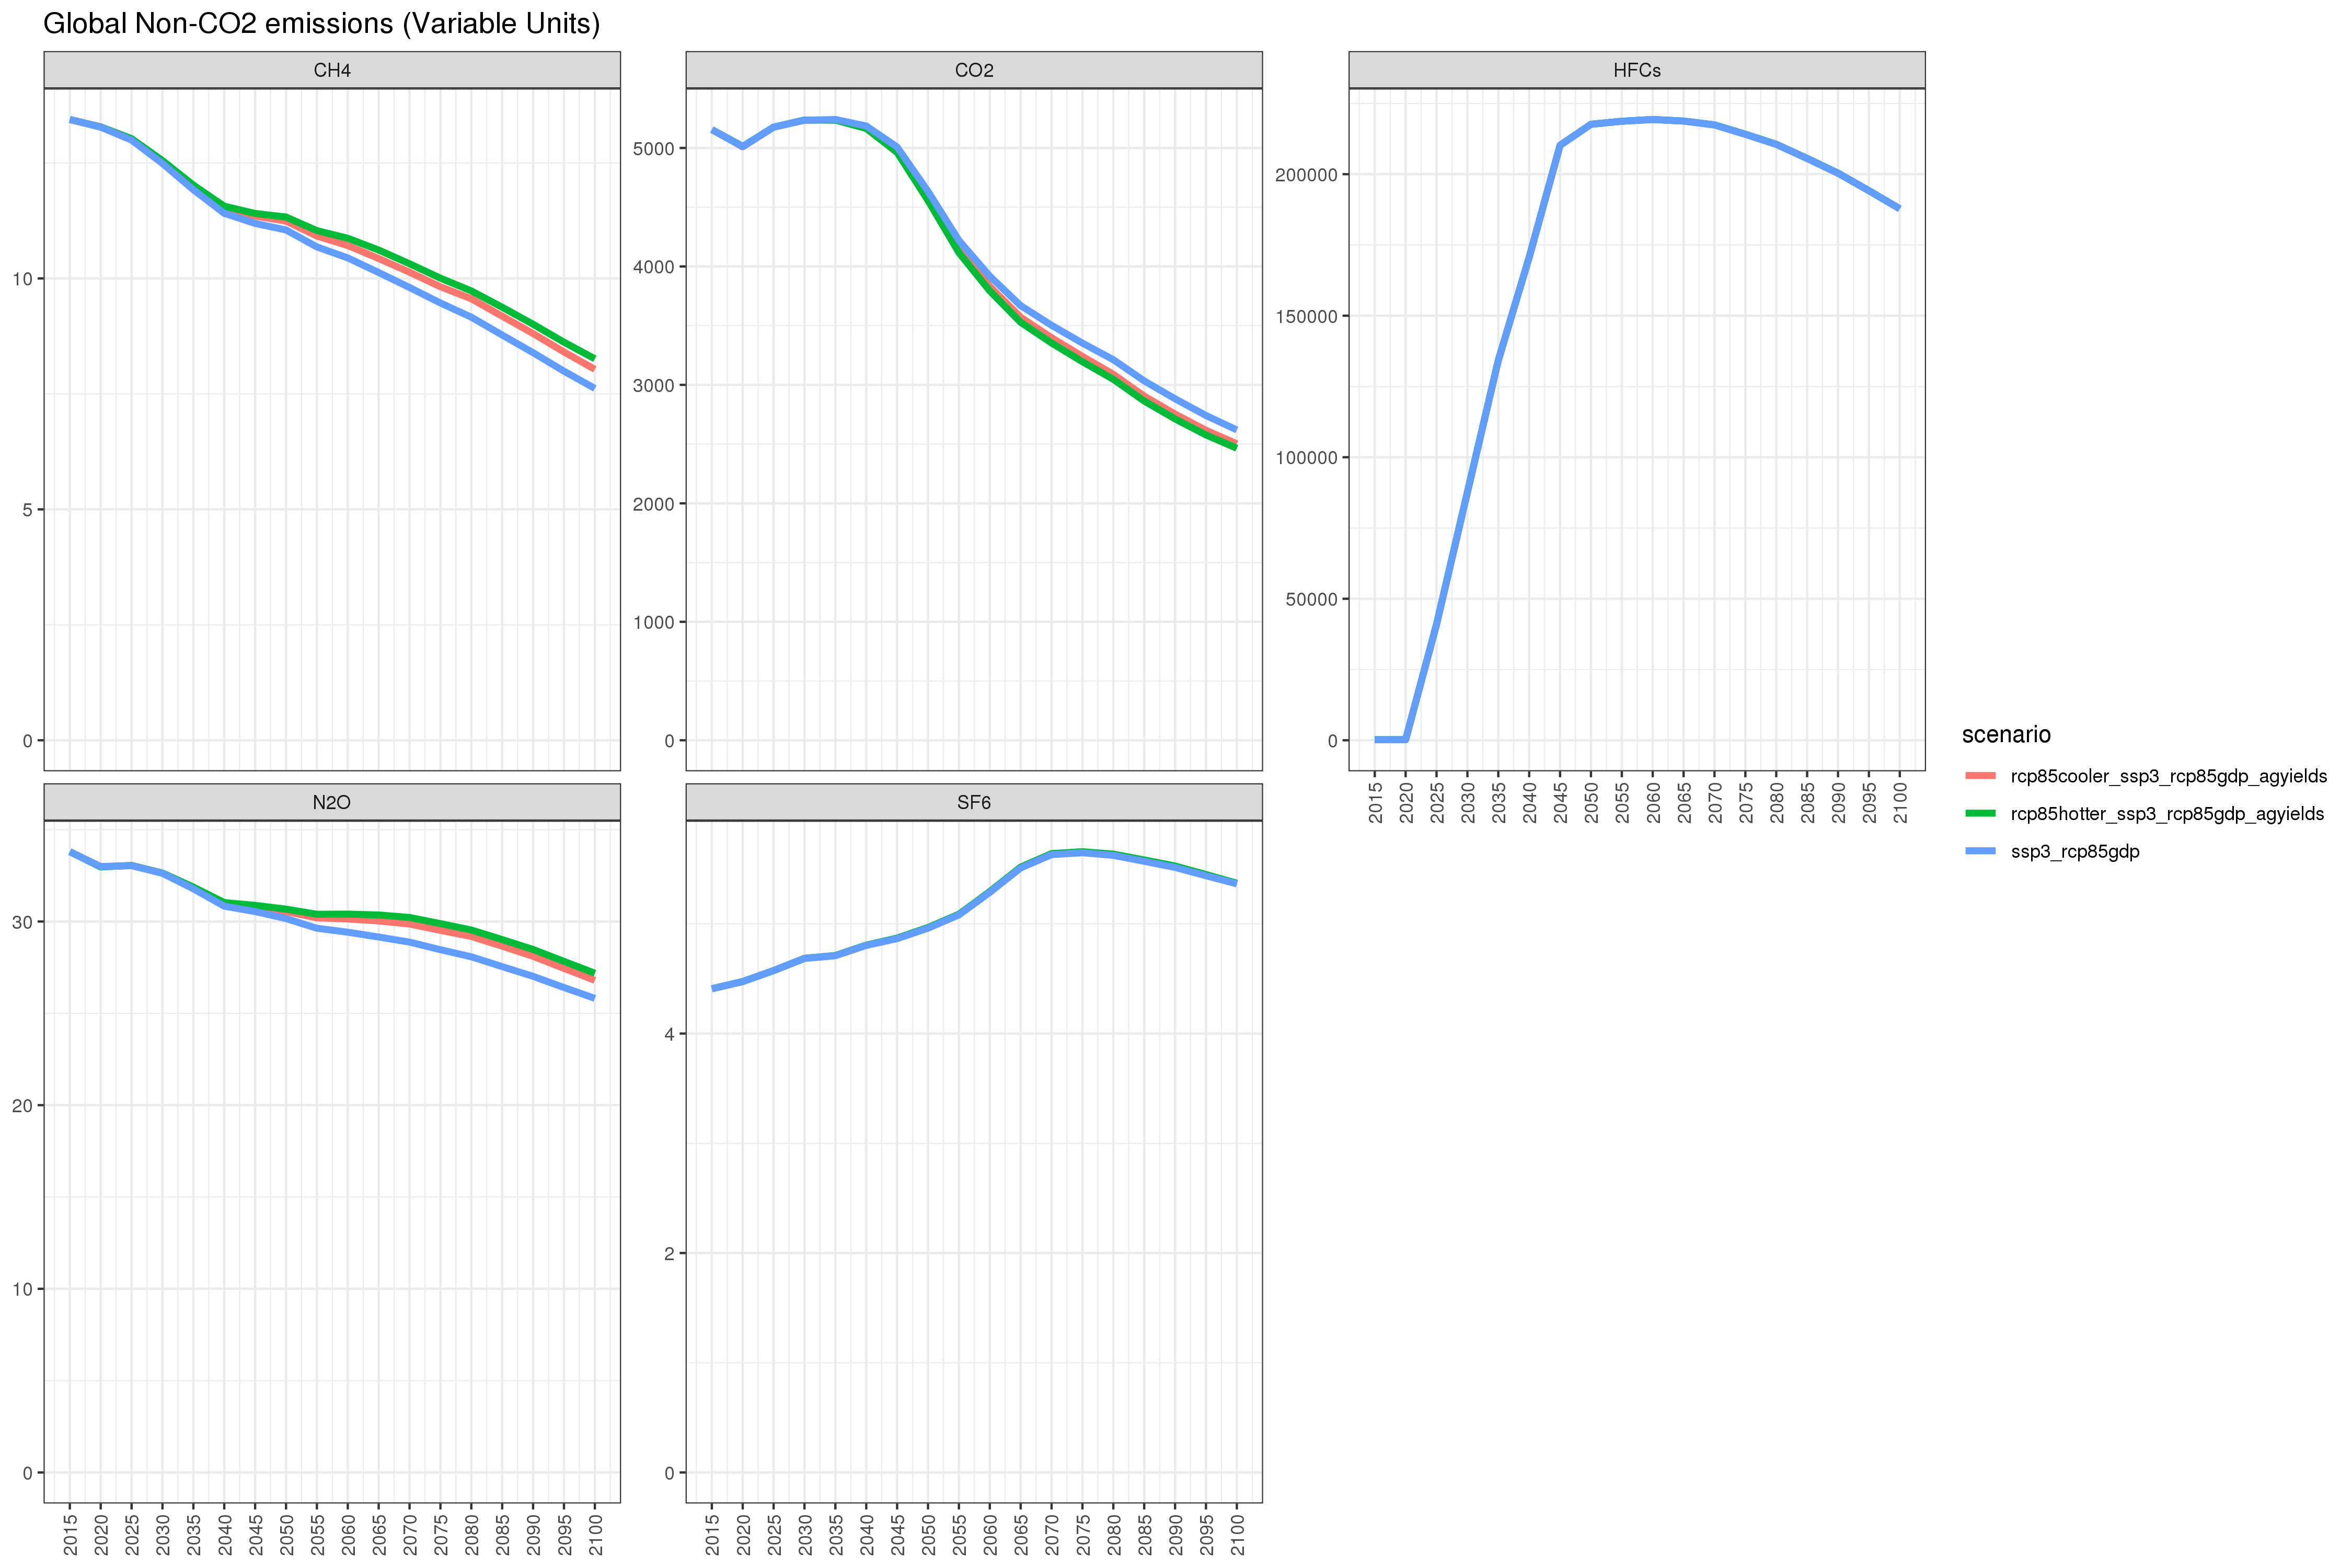 Global Non-CO2 emissions (Variable Units)
CH4
CO2
HFCs
10
5
0
5000
4000
3000
2000
1000
0
200000
150000
100000
50000
0
2015 2020 2025 2030 2035 2040 2045 2050 2055 2060 2065 2070 2075 2080 2085 2090 2095 2100
scenario
rcp85cooler_ssp3_rcp85gdp_agyields
rcp85hotter_ssp3_rcp85gdp_agyields
ssp3_rcp85gdp
N2O
SF6
30
20
10
0
4
2
0
2015 2020 2025 2030 2035 2040 2045 2050 2055 2060 2065 2070 2075 2080 2085 2090 2095 2100
2015 2020 2025 2030 2035 2040 2045 2050 2055 2060 2065 2070 2075 2080 2085 2090 2095 2100